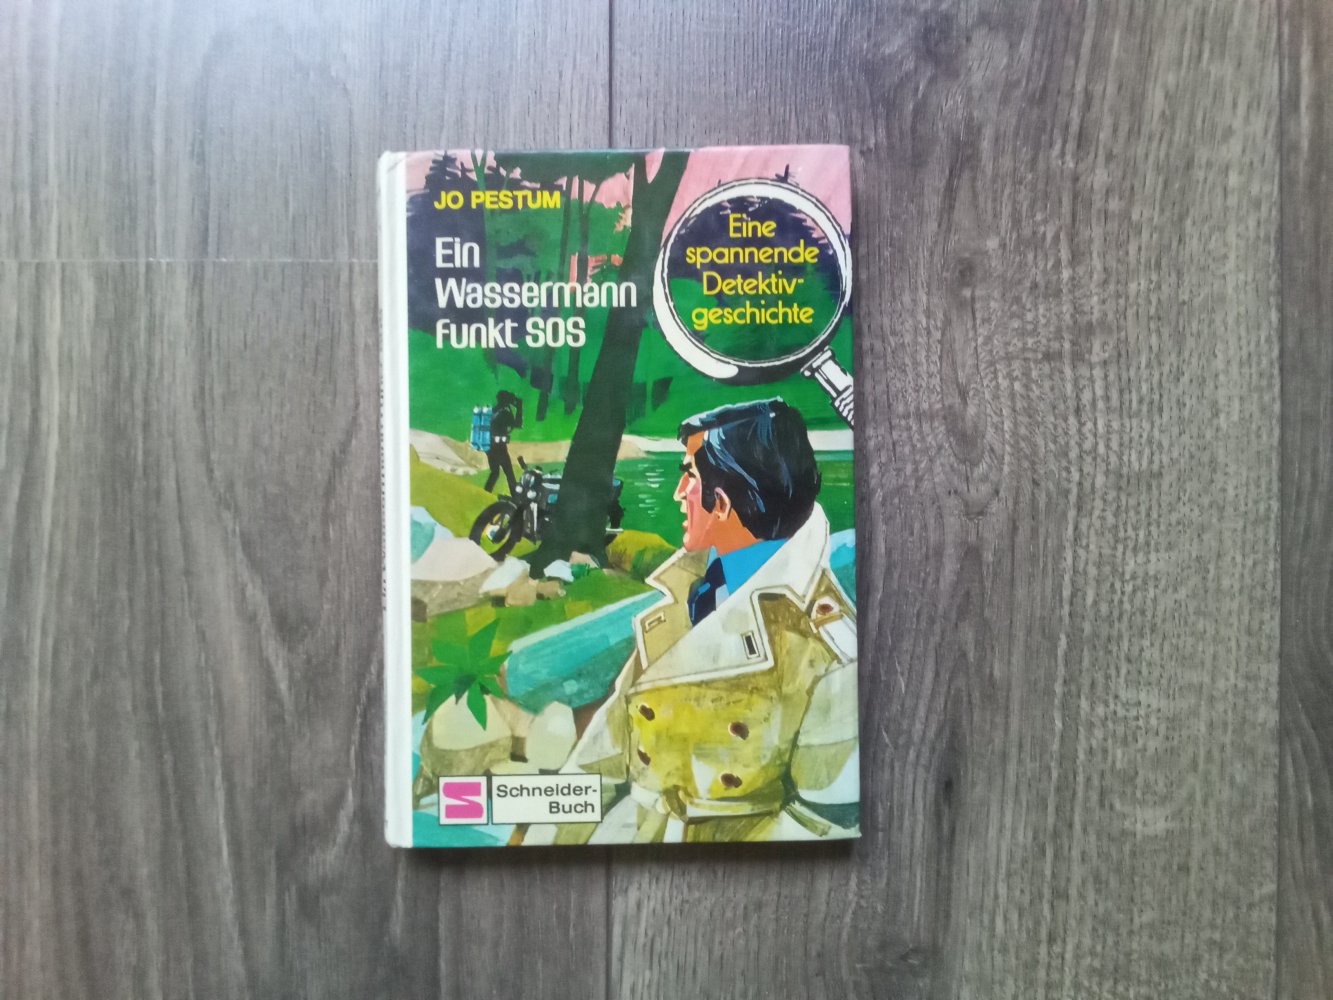 JO PESTUM
Ein
Wassermann
funkt SOS
Eine
spannende
Detektiv-
geschichte
Schneider-
Buch